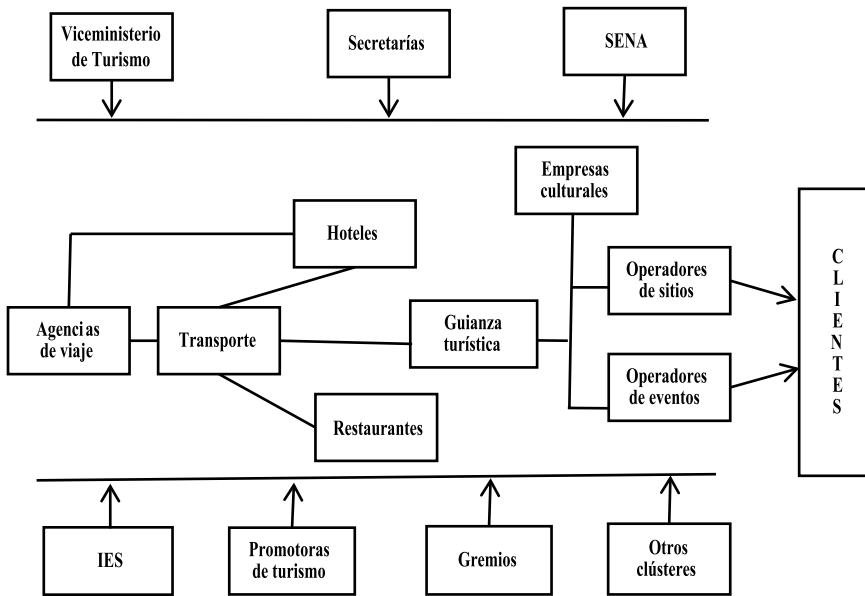 Viceministerio
de Turismo
Secretarías
SENA
Empresas
culturales
Hoteles
Operadores
de sitios
CLIENTES
Agencias
de viaje
Transporte
Guianza
turística
Operadores
de eventos
Restaurantes
IES
Promotoras
de turismo
Gremios
Otros
clústeres